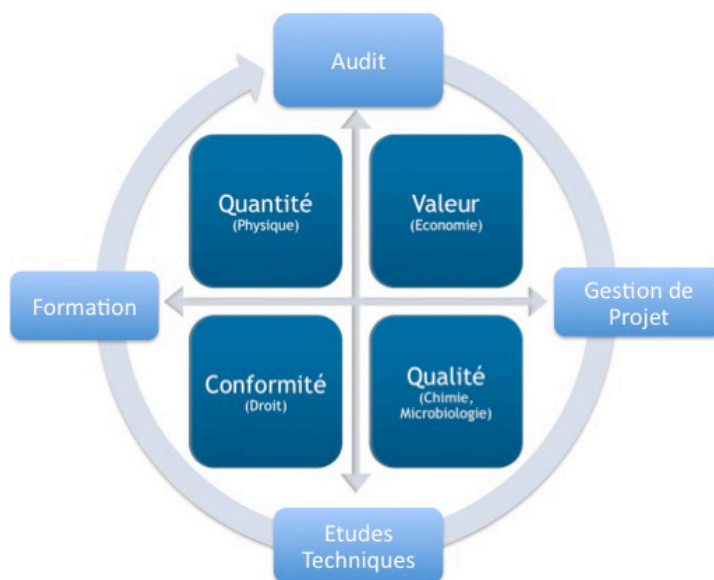 Audit
Quantité
(Physique)
Valeur
(Economie)
Formation
Gestion de
Projet
Conformité
(Droit)
Qualité
(Chimie,
Microbiologie)
Etudes
Techniques